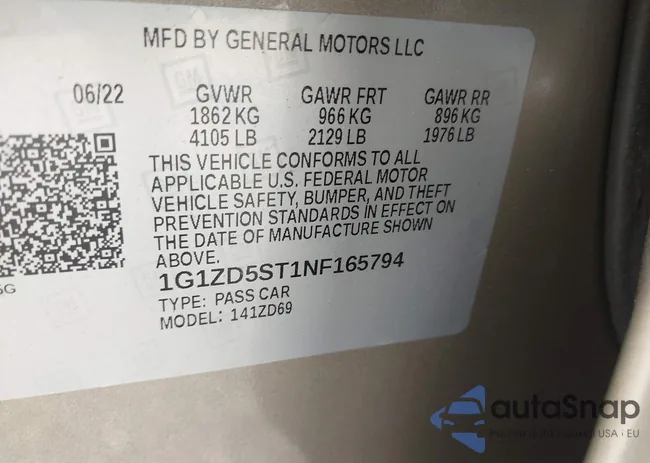 MFD BY GENERAL MOTORS LLC
06/22 GVWR GAWR FRT GAWR RR
1862 KG 966 KG 896 KG
4105 LB 2129 LB 1976 LB
THIS VEHICLE CONFORMS TO ALL
APPLICABLE U.S. FEDERAL MOTOR
VEHICLE SAFETY, BUMPER, AND THEFT
PREVENTION STANDARDS IN EFFECT ON
THE DATE OF MANUFACTURE SHOWN
ABOVE.
1G1ZD5ST1NF165794
TYPE: PASS CAR
MODEL: 141ZD69
autoSnap
USA • EU